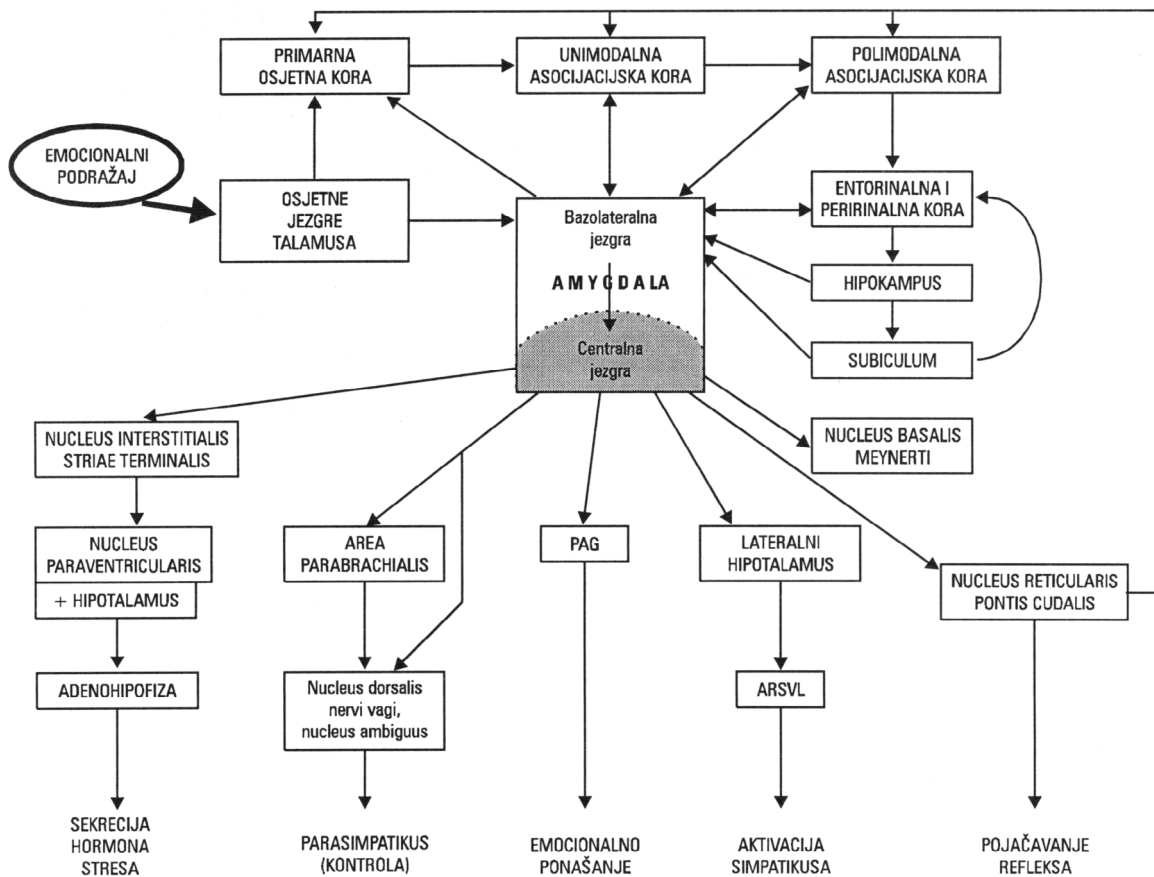 PRIMARNA
OSJETNA KORA
UNIMODALNA
ASOCIJACIJSKA KORA
POLIMODALNA
ASOCIJACIJSKA KORA
EMOCIONALNI
PODRAŽAJ
OSJETNE
JEZGRE
TALAMUSA
Bazolateralna
jezgra
AMYGDALA
Centralna
jezgra
ENTORINALNA I
PERIRINALNA KORA
HIPOKAMPUS
SUBICULUM
NUCLEUS INTERSTITIALIS
STRIAE TERMINALIS
NUCLEUS BASALIS
MEYNERTI
NUCLEUS
PARAVENTRICULARIS
+ HIPOTALAMUS
AREA
PARABRACHIALIS
PAG
LATERALNI
HIPOTALAMUS
NUCLEUS RETICULARIS
PONTIS CUDALIS
ADENOHIPOFIZA
Nucleus dorsalis
nervi vagi,
nucleus ambiguus
ARSVL
SEKRECIJA
HORMONA
STRESA
PARASIMPATIKUS
(KONTROLA)
EMOCIONALNO
PONAŠANJE
AKTIVACIJA
SIMPATIKUSA
POJAČAVANJE
REFLEKSA